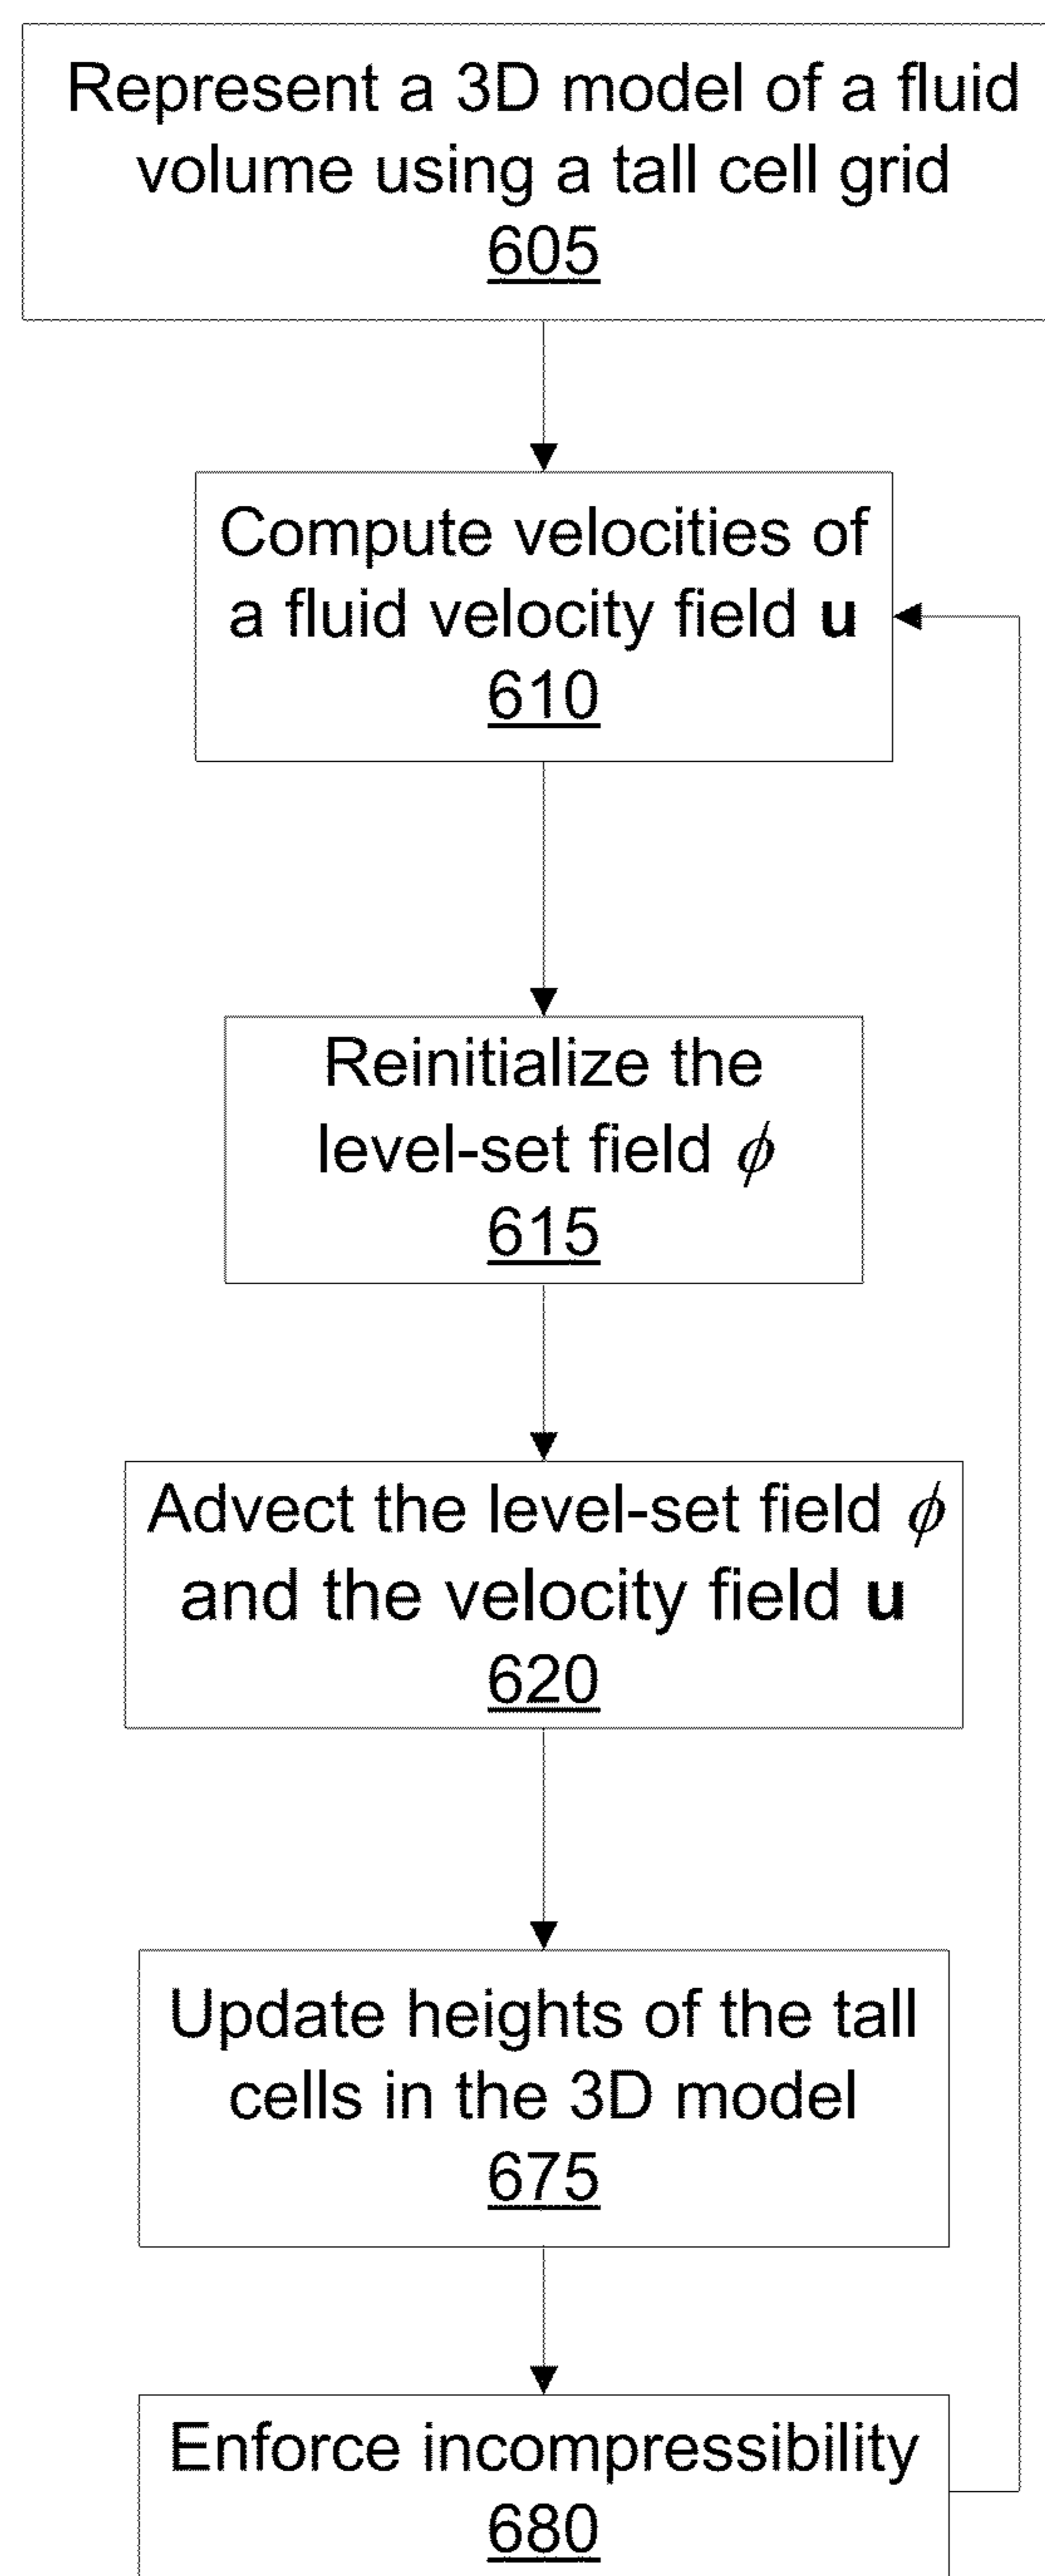 Represent a 3D model of a fluid
volume using a tall cell grid
605
Compute velocities of
a fluid velocity field u
610
Reinitialize the
level-set field ϕ
615
Advect the level-set field ϕ
and the velocity field u
620
Update heights of the tall
cells in the 3D model
675
Enforce incompressibility
680